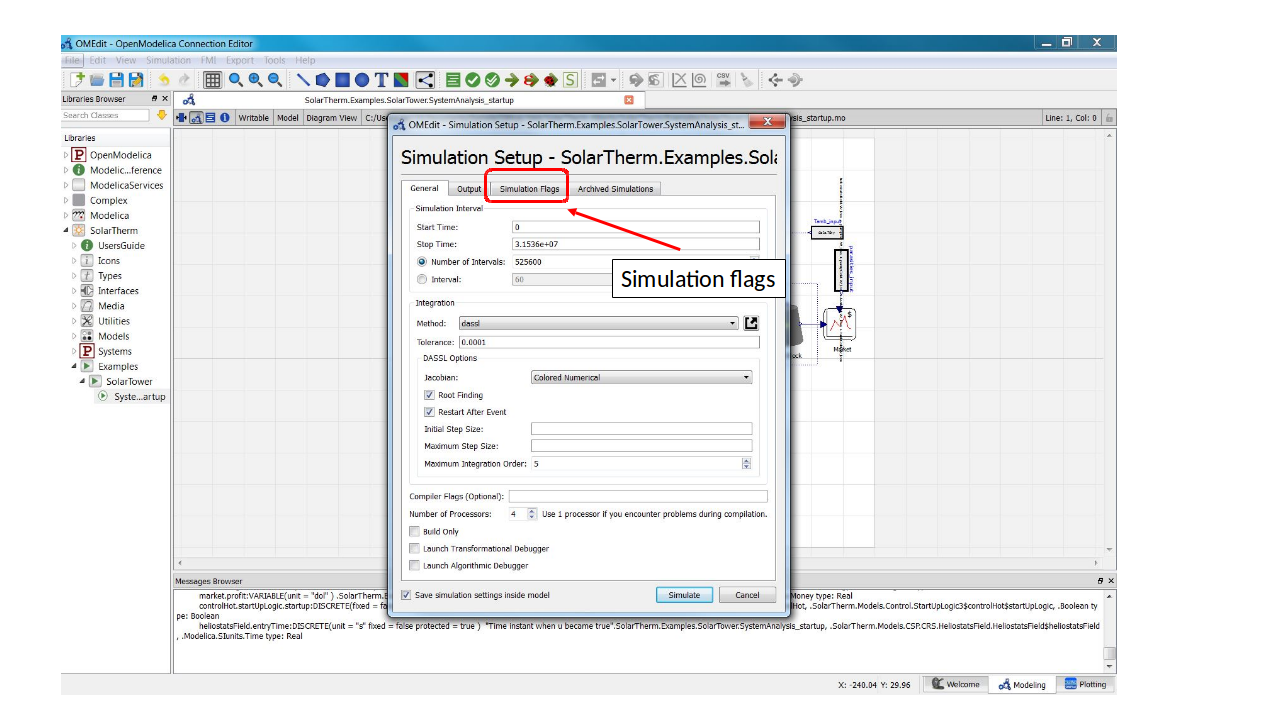 OMEdit - OpenModelica Connection Editor
File Edit View Simulation FMI Export Tools Help
Libraries Browser
SolarTherm.Examples.SolarTower.SystemAnalysis_startup
Search Classes
Writable Model Diagram View C:/Use
sis_startup.mo
Line: 1, Col: 0
Libraries
OpenModelica
Modelic...ference
ModelicaServices
Complex
Modelica
SolarTherm
UsersGuide
Icons
Types
Interfaces
Media
Utilities
Models
Systems
Examples
SolarTower
Syste...artup
OMEdit - Simulation Setup - SolarTherm.Examples.SolarTower.SystemAnalysis_st...
Simulation Setup - SolarTherm.Examples.Sola
General Output Simulation Flags Archived Simulations
Simulation Interval
Start Time: 0
Stop Time: 3.1536e+07
Number of Intervals: 525600
Interval: 60
Simulation flags
Integration
Method: dassl
Tolerance: 0.0001
DASSL Options
Jacobian: Colored Numerical
Root Finding
Restart After Event
Initial Step Size:
Maximum Step Size:
Maximum Integration Order: 5
Compiler Flags (Optional):
Number of Processors: 4 Use 1 processor if you encounter problems during compilation.
Build Only
Launch Transformational Debugger
Launch Algorithmic Debugger
Save simulation settings inside model
Simulate Cancel
Market
ock
Messages Browser
market.profit:VARIABLE(unit = "dol" ) .SolarTherm.E Money type: Real
controlHot.startUpLogic.startup:DISCRETE(fixed = fa Hot, .SolarTherm.Models.Control.StartUpLogic3$controlHot$startUpLogic, .Boolean ty
pe: Boolean
heliostatsField.entryTime:DISCRETE(unit = "s" fixed = false protected = true ) "Time instant when u became true".SolarTherm.Examples.SolarTower.SystemAnalysis_startup, .SolarTherm.Models.CSP.CRS.HeliostatsField.HeliostatsField$heliostatsField
, .Modelica.SIunits.Time type: Real
X: -240.04 Y: 29.96
Welcome Modeling Plotting